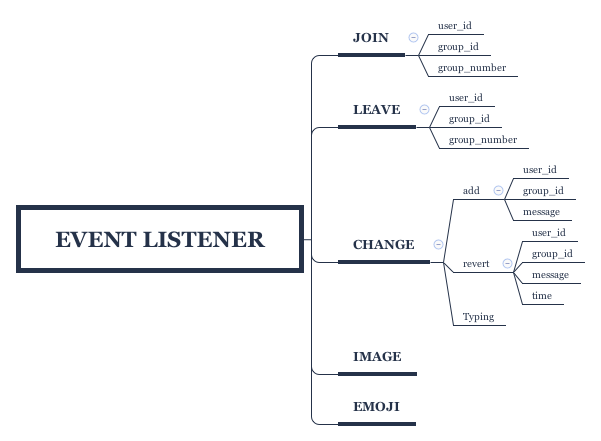 EVENT LISTENER
JOIN
user_id
group_id
group_number
LEAVE
user_id
group_id
group_number
CHANGE
add
user_id
group_id
message
revert
user_id
group_id
message
time
Typing
IMAGE
EMOJI